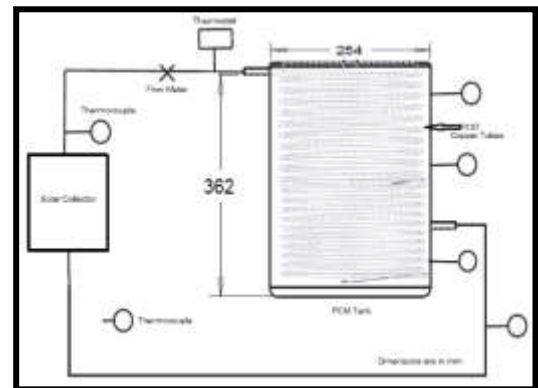 Thermostat
254
Flow Meter
Thermocouple
Copper Tubes
362
Solar Collector
PCM Tank
Thermocouple
Dimensions are in mm